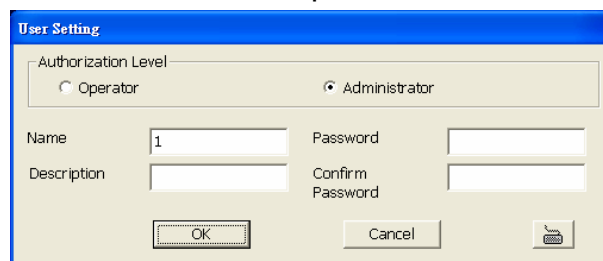 User Setting
Authorization Level
Operator Administrator
Name 1 Password
Description Confirm
Password
OK Cancel